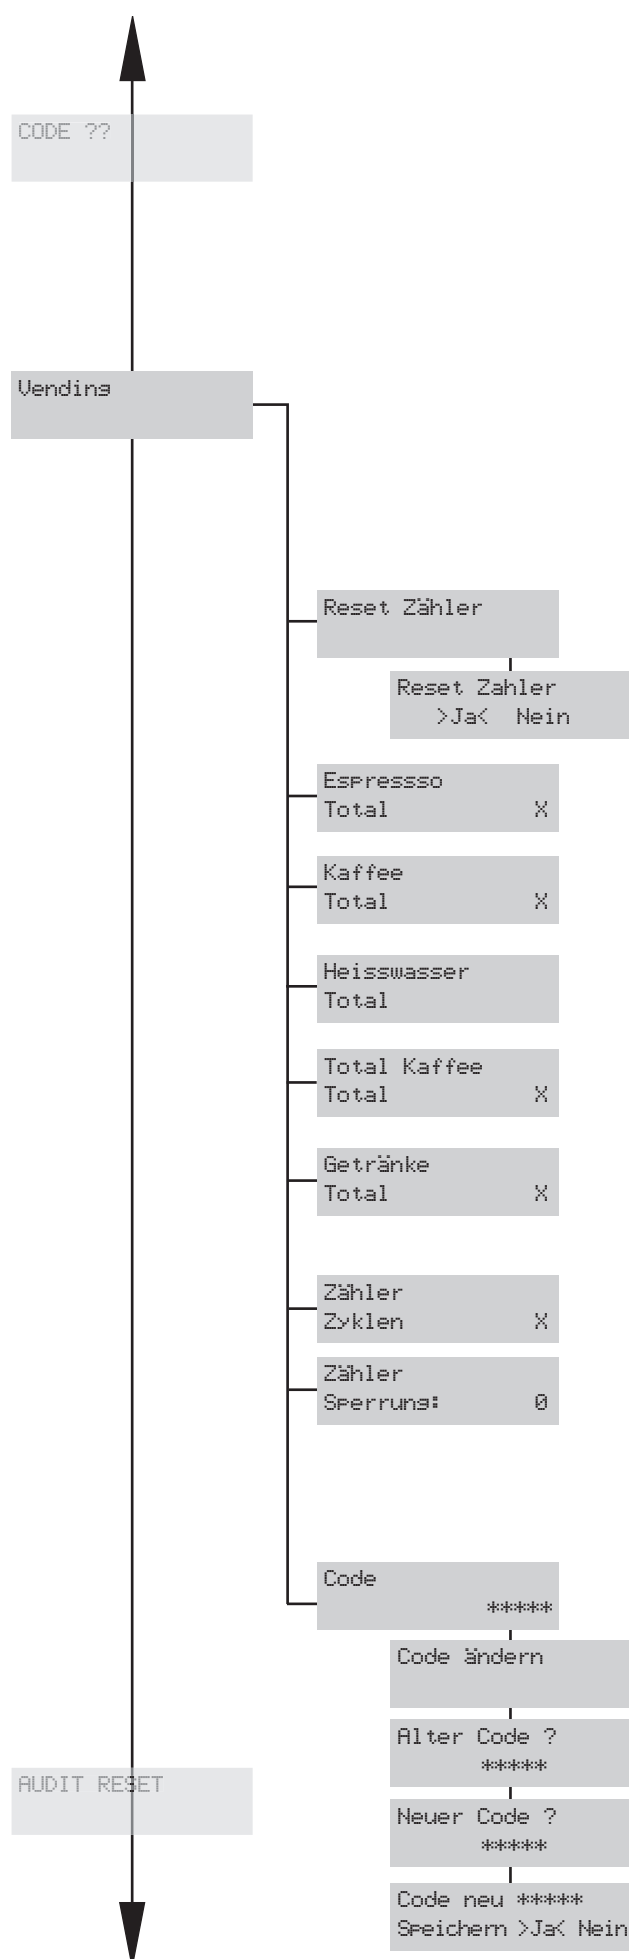 CODE ??
Vending
Reset Zähler
Reset Zahler
>Ja< Nein
Espressso
Total X
Kaffee
Total X
Heisswasser
Total
Total Kaffee
Total X
Getränke
Total X
Zähler
Zyklen X
Zähler
Sperrung: 0
Code
*****
Code ändern
Alter Code ?
*****
AUDIT RESET
Neuer Code ?
*****
Code neu *****
Speichern >Ja< Nein